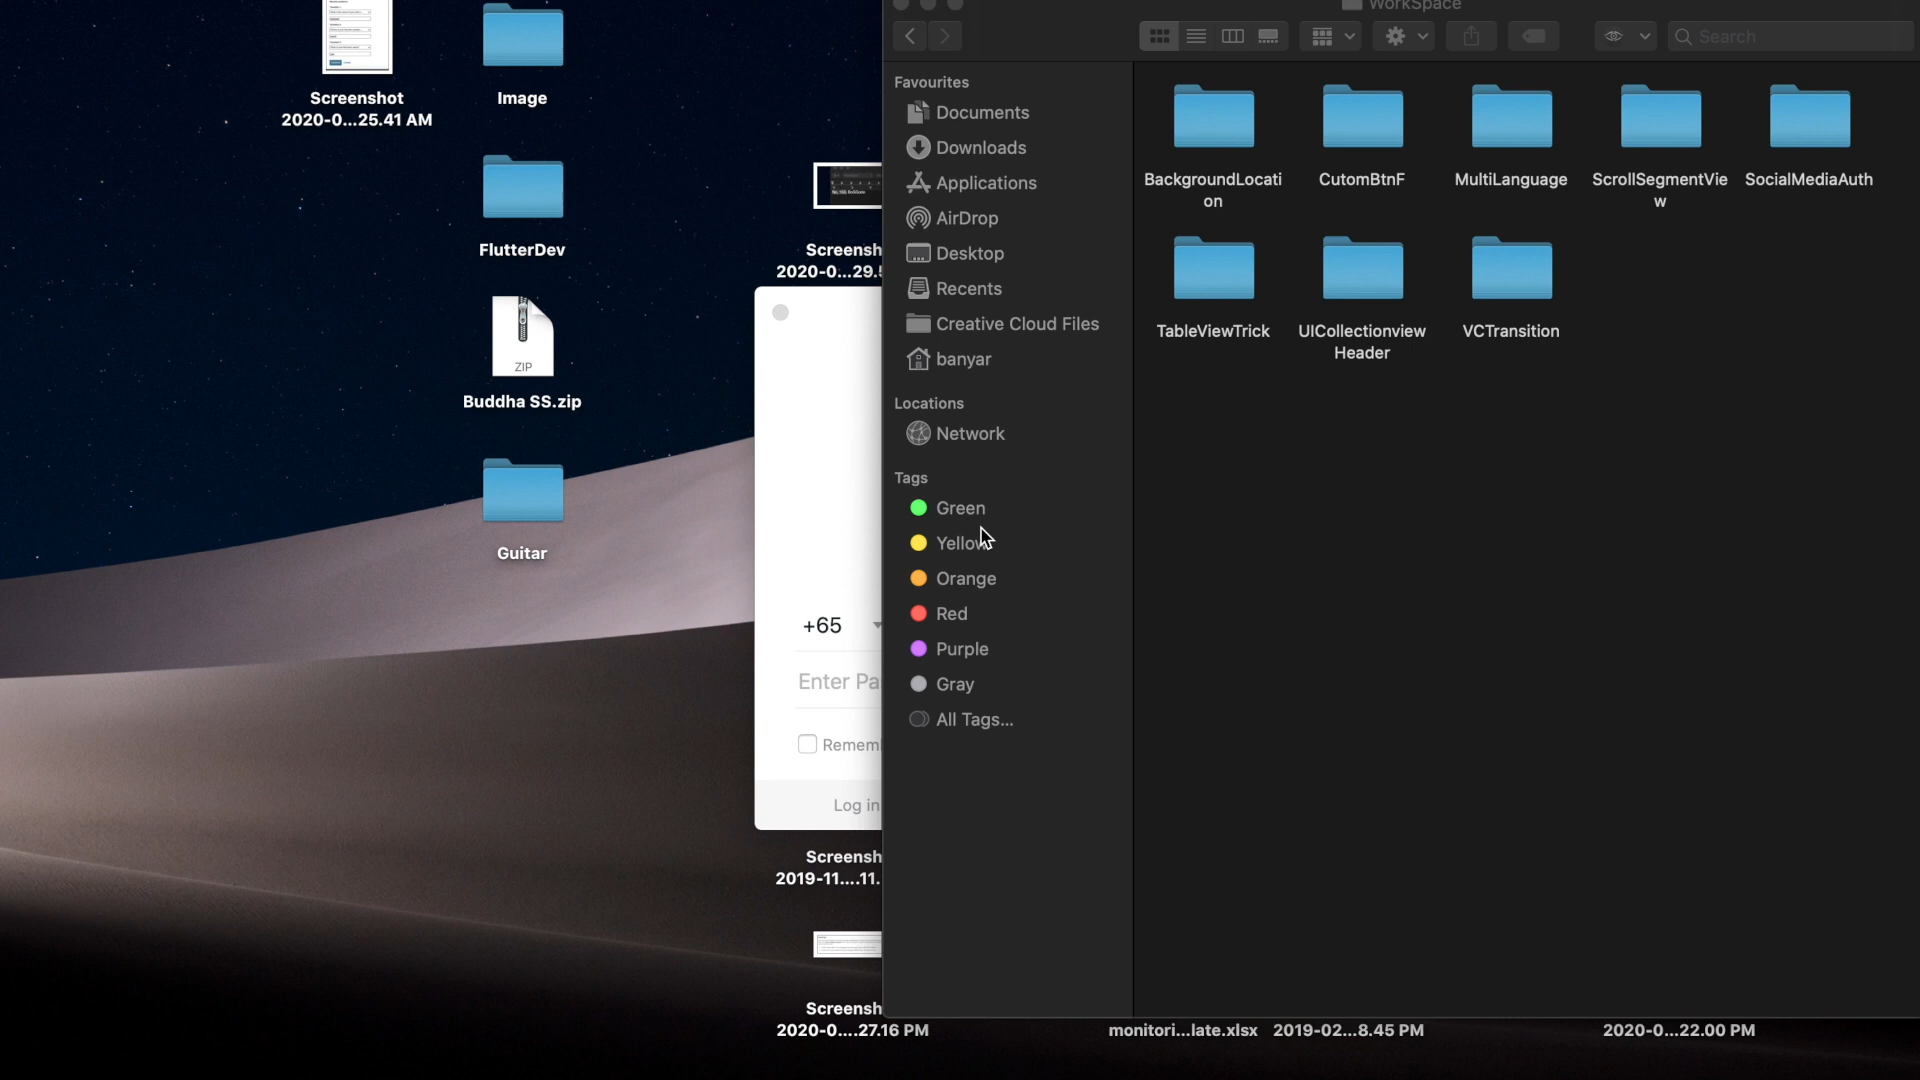 Screenshot
2020-0...25.41 AM
Image
FlutterDev
ZIP
Buddha SS.zip
Guitar
Screensh
2020-0...29.
+65
Enter Pa
Rememb
Log in
Screensh
2019-11....11.
Screensh
2020-0....27.16 PM
WorkSpace
Search
Favourites
Documents
Downloads
Applications
AirDrop
Desktop
Recents
Creative Cloud Files
banyar
Locations
Network
Tags
Green
Yellow
Orange
Red
Purple
Gray
All Tags...
BackgroundLocati
on
CutomBtnF
MultiLanguage
ScrollSegmentVie
w
SocialMediaAuth
TableViewTrick
UICollectionview
Header
VCTransition
monitori...late.xlsx
2019-02...8.45 PM
2020-0...22.00 PM